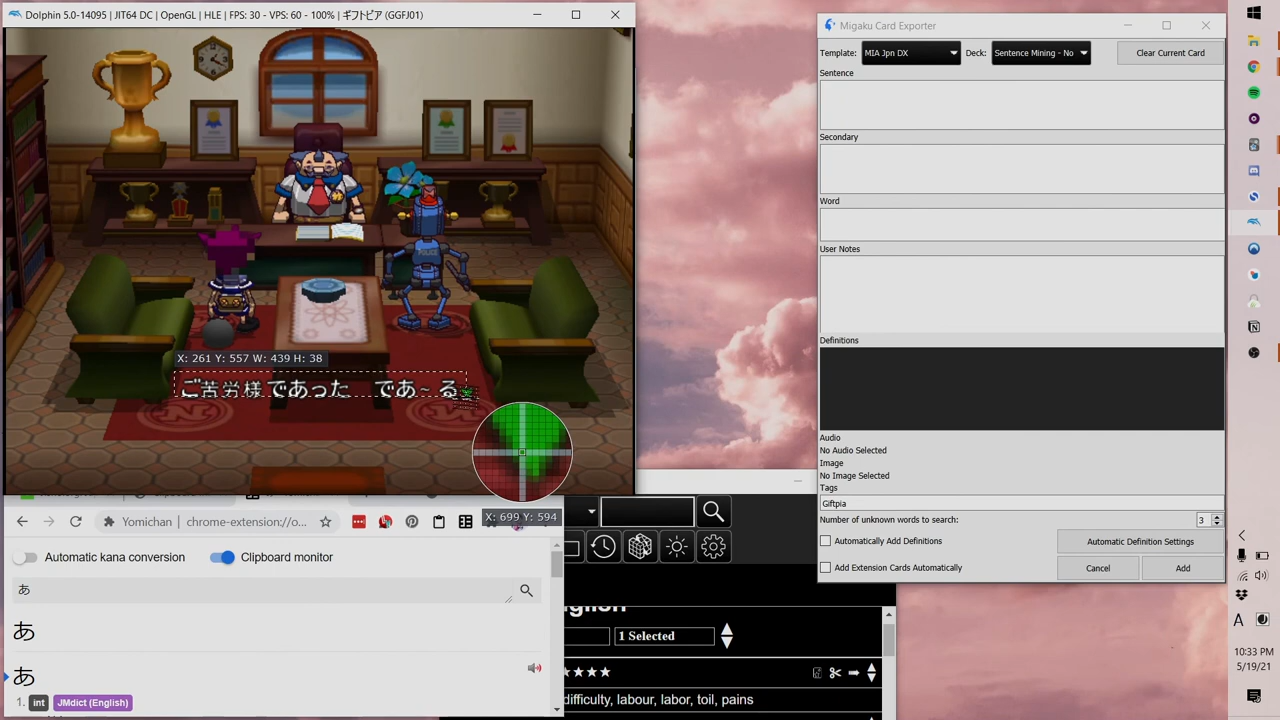 Dolphin 5.0-14095 | JIT64 DC | OpenGL | HLE | FPS: 30 - VPS: 60 - 100% | ギフトピア (GGFJ01)
POLICE
X: 261 Y: 557 W: 439 H: 38
ご苦労様であった　であ~る
X: 699 Y: 594
Yomichan | chrome-extension://o...
Automatic kana conversion
Clipboard monitor
あ
あ
あ
1. int JMdict (English)
1 Selected
★★★★
difficulty, labour, labor, toil, pains
Migaku Card Exporter
Template: MIA Jpn DX Deck: Sentence Mining - No Clear Current Card
Sentence
Secondary
Word
User Notes
Definitions
Audio
No Audio Selected
Image
No Image Selected
Tags
Giftpia
Number of unknown words to search: 3
Automatically Add Definitions Automatic Definition Settings
Add Extension Cards Automatically Cancel Add
A
10:33 PM
5/19/21